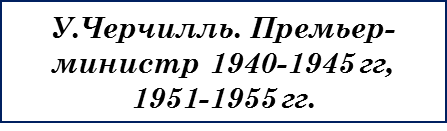 У.Черчилль. Премьер-
министр 1940-1945 гг,
1951-1955 гг.